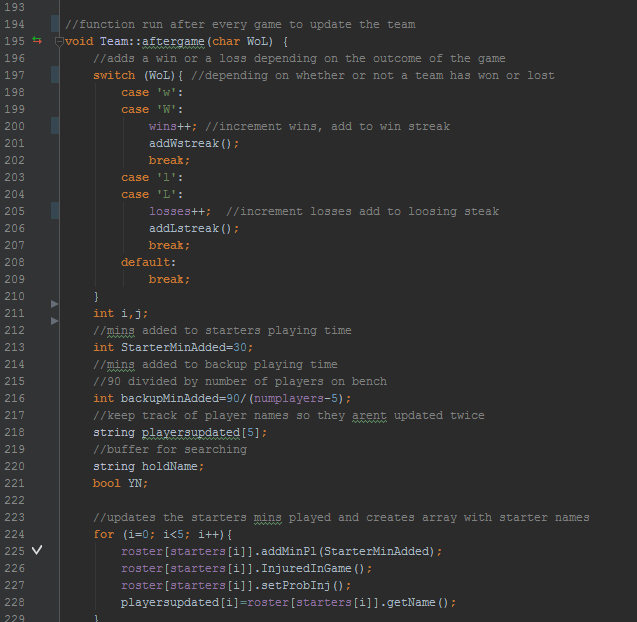 193
194 //function run after every game to update the team
195 void Team::aftergame(char WoL) {
196 //adds a win or a loss depending on the outcome of the game
197 switch (WoL){ //depending on whether or not a team has won or lost
198 case 'w':
199 case 'W':
200 wins++; //increment wins, add to win streak
201 addWstreak();
202 break;
203 case 'l':
204 case 'L':
205 losses++;  //increment losses add to loosing steak
206 addLstreak();
207 break;
208 default:
209 break;
210 }
211 int i,j;
212 //mins added to starters playing time
213 int StarterMinAdded=30;
214 //mins added to backup playing time
215 //90 divided by number of players on bench
216 int backupMinAdded=90/(numplayers-5);
217 //keep track of player names so they arent updated twice
218 string playersupdated[5];
219 //buffer for searching
220 string holdName;
221 bool YN;
222
223 //updates the starters mins played and creates array with starter names
224 for (i=0; i<5; i++){
225 roster[starters[i]].addMinPl(StarterMinAdded);
226 roster[starters[i]].InjuredInGame();
227 roster[starters[i]].setProbInj();
228 playersupdated[i]=roster[starters[i]].getName();
229 }